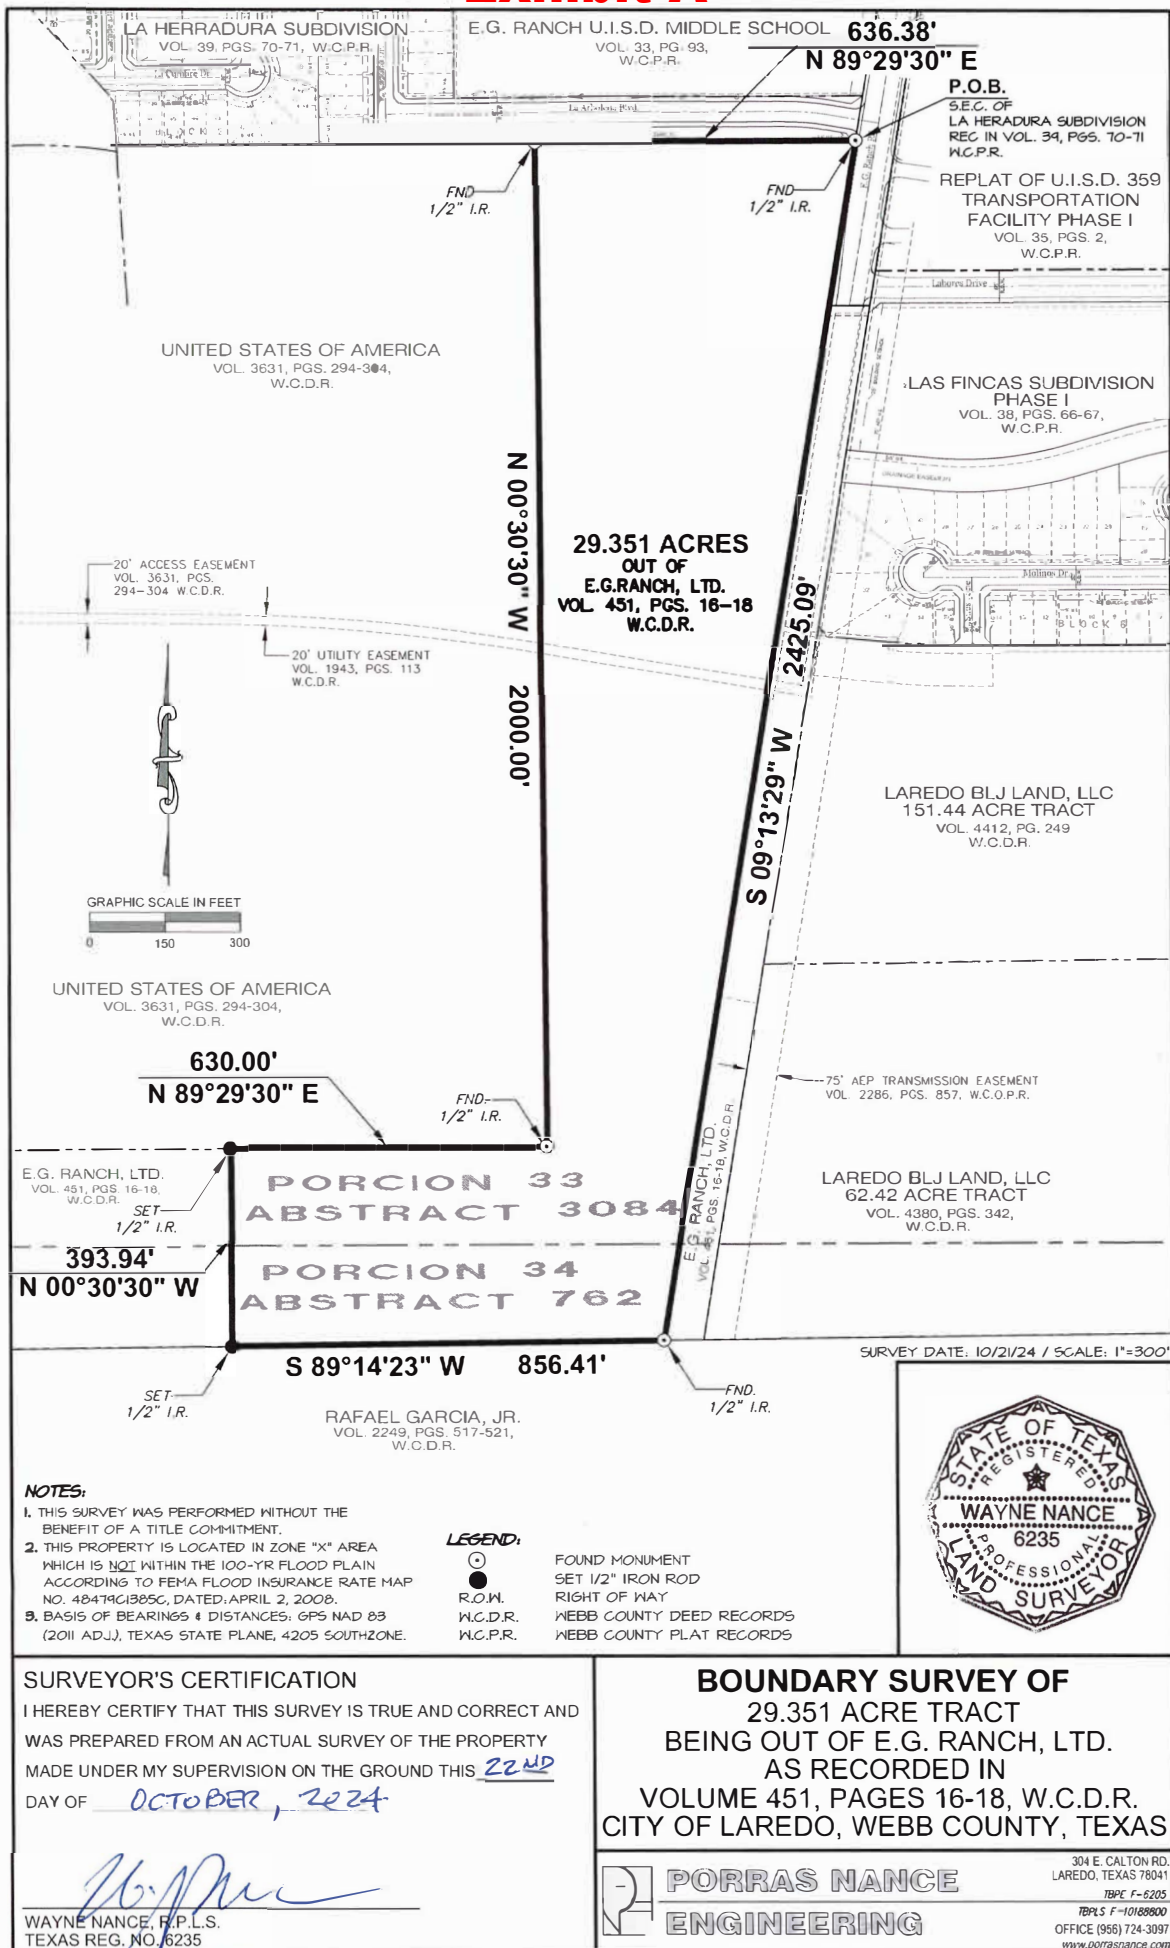 LA HERRADURA SUBDIVISION
VOL. 39, PGS. 70-71, W.C.P.R.
E.G. RANCH U.I.S.D. MIDDLE SCHOOL
VOL. 33, PG. 93,
W.C.P.R.
636.38'
N 89°29'30" E
P.O.B.
S.E.C. OF
LA HERADURA SUBDIVISION
REC IN VOL. 39, PGS. 70-71
W.C.P.R.
REPLAT OF U.I.S.D. 359
TRANSPORTATION
FACILITY PHASE I
VOL. 35, PGS. 2,
W.C.P.R.
FND
1/2" I.R.
FND
1/2" I.R.
Labores Drive
UNITED STATES OF AMERICA
VOL. 3631, PGS. 294-304,
W.C.D.R.
LAS FINCAS SUBDIVISION
PHASE I
VOL. 38, PGS. 66-67,
W.C.P.R.
DRAINAGE EASEMENT
N 00°30'30" W 2000.00'
29.351 ACRES
OUT OF
E.G.RANCH, LTD.
VOL. 451, PGS. 16-18
W.C.D.R.
20' ACCESS EASEMENT
VOL. 3631, PGS.
294-304 W.C.D.R.
Molinos Dr.
BLOCK 6
20' UTILITY EASEMENT
VOL. 1943, PGS. 113
W.C.D.R.
S 09°13'29" W 2425.09'
LAREDO BLJ LAND, LLC
151.44 ACRE TRACT
VOL. 4412, PG. 249
W.C.D.R.
GRAPHIC SCALE IN FEET
0 150 300
UNITED STATES OF AMERICA
VOL. 3631, PGS. 294-304,
W.C.D.R.
630.00'
N 89°29'30" E
FND.
1/2" I.R.
75' AEP TRANSMISSION EASEMENT
VOL. 2286, PGS. 857, W.C.O.P.R.
E.G. RANCH, LTD.
VOL. 451, PGS. 16-18, W.C.D.R.
E.G. RANCH, LTD.
VOL. 451, PGS. 16-18,
W.C.D.R.
SET
1/2" I.R.
PORCION 33
ABSTRACT 3084
LAREDO BLJ LAND, LLC
62.42 ACRE TRACT
VOL. 4380, PGS. 342,
W.C.D.R.
393.94'
N 00°30'30" W
PORCION 34
ABSTRACT 762
S 89°14'23" W 856.41'
SURVEY DATE: 10/21/24 / SCALE: 1"=300'
SET
1/2" I.R.
FND.
1/2" I.R.
RAFAEL GARCIA, JR.
VOL. 2249, PGS. 517-521,
W.C.D.R.
NOTES:
1. THIS SURVEY WAS PERFORMED WITHOUT THE
BENEFIT OF A TITLE COMMITMENT.
2. THIS PROPERTY IS LOCATED IN ZONE "X" AREA
WHICH IS NOT WITHIN THE 100-YR FLOOD PLAIN
ACCORDING TO FEMA FLOOD INSURANCE RATE MAP
NO. 48479C1385C, DATED: APRIL 2, 2008.
3. BASIS OF BEARINGS & DISTANCES: GPS NAD 83
(2011 ADJ.), TEXAS STATE PLANE, 4205 SOUTHZONE.
LEGEND:
FOUND MONUMENT
SET 1/2" IRON ROD
R.O.W. RIGHT OF WAY
W.C.D.R. WEBB COUNTY DEED RECORDS
W.C.P.R. WEBB COUNTY PLAT RECORDS
STATE OF TEXAS
REGISTERED
WAYNE NANCE
6235
PROFESSIONAL
LAND SURVEYOR
SURVEYOR'S CERTIFICATION
I HEREBY CERTIFY THAT THIS SURVEY IS TRUE AND CORRECT AND
WAS PREPARED FROM AN ACTUAL SURVEY OF THE PROPERTY
MADE UNDER MY SUPERVISION ON THE GROUND THIS 22ND
DAY OF OCTOBER, 2024
WAYNE NANCE, R.P.L.S.
TEXAS REG. NO. 6235
BOUNDARY SURVEY OF
29.351 ACRE TRACT
BEING OUT OF E.G. RANCH, LTD.
AS RECORDED IN
VOLUME 451, PAGES 16-18, W.C.D.R.
CITY OF LAREDO, WEBB COUNTY, TEXAS
PORRAS NANCE
ENGINEERING
304 E. CALTON RD.
LAREDO, TEXAS 78041
TBPE F-6205
TBPLS F-10188800
OFFICE (956) 724-3097
www.porrasnance.com